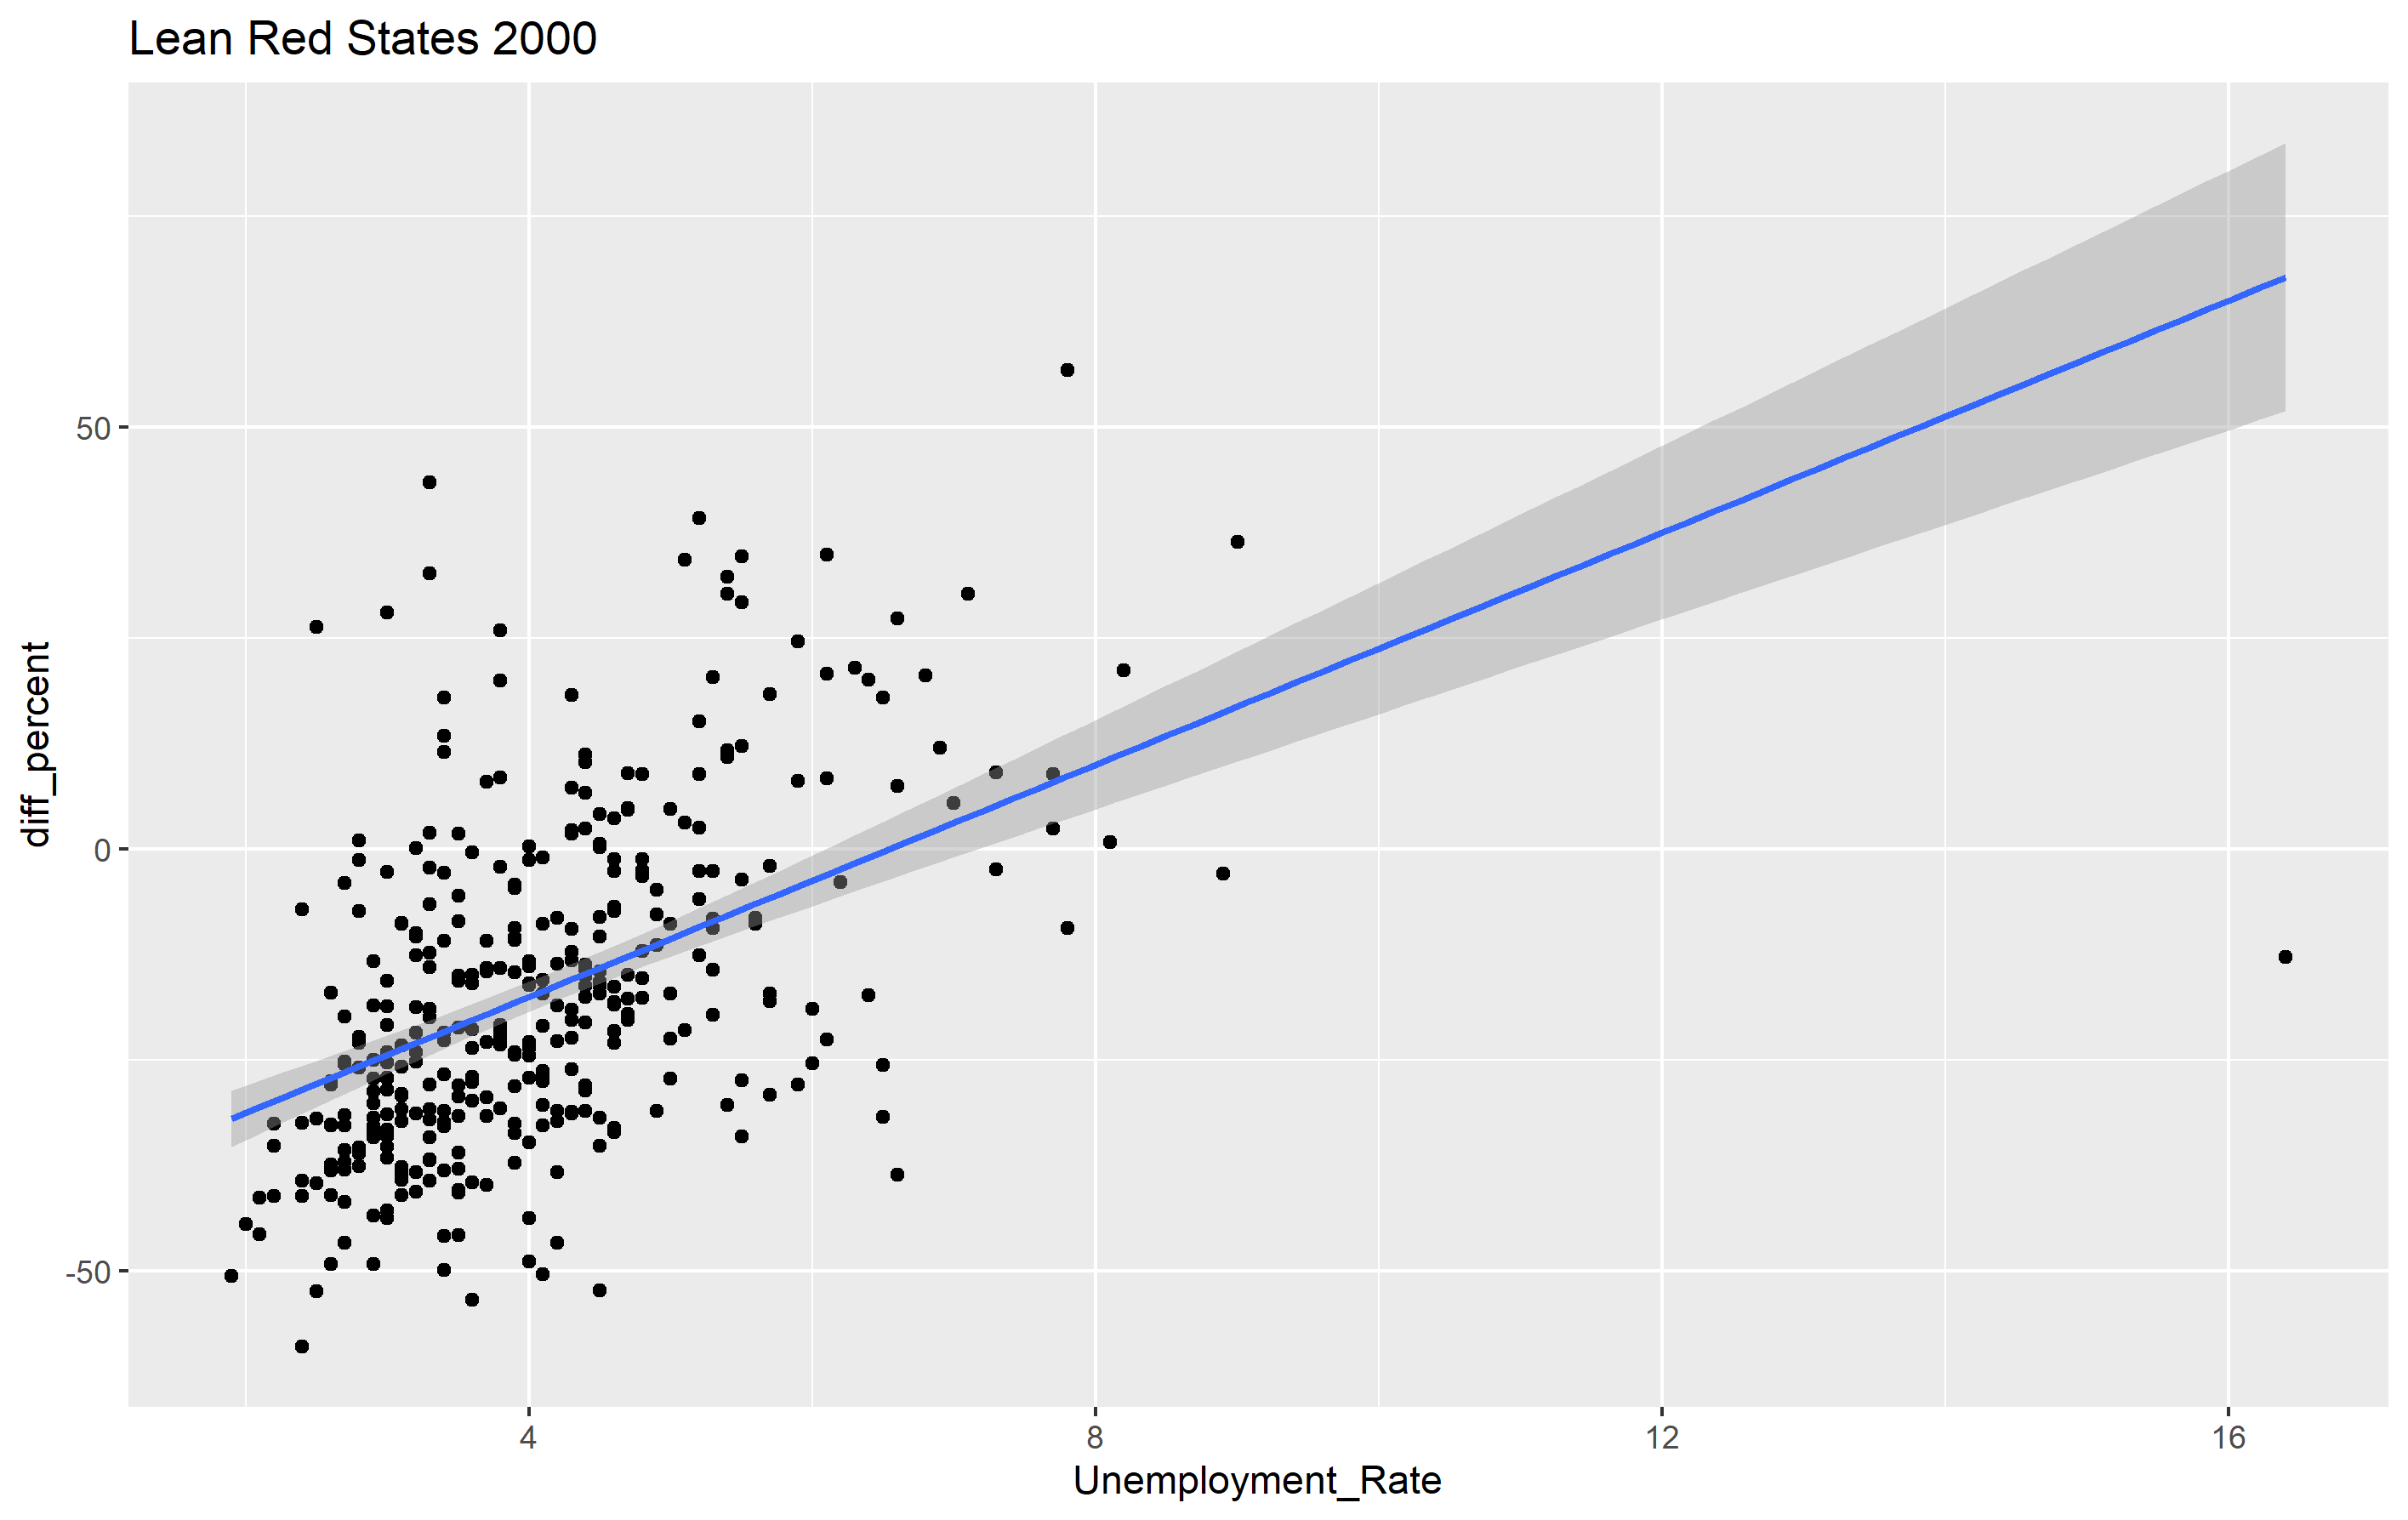 Lean Red States 2000
diff_percent
50
0
-50
4
8
12
16
Unemployment_Rate